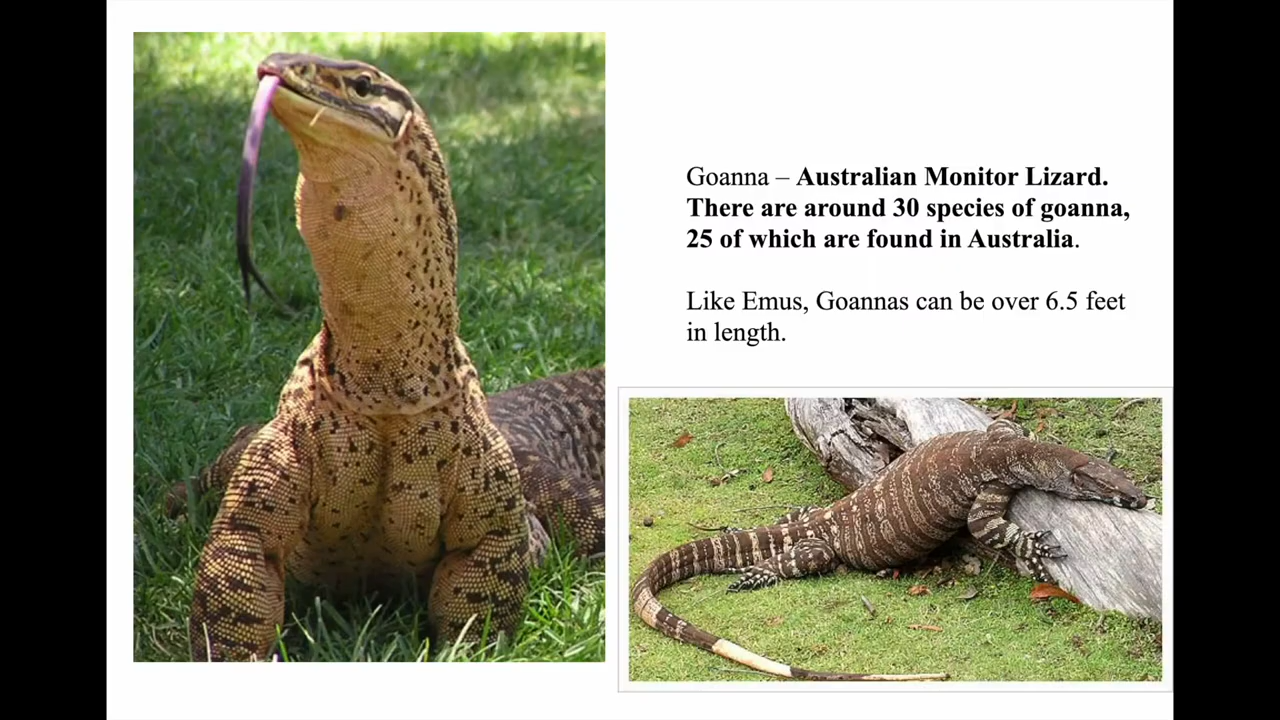 Goanna – Australian Monitor Lizard.
There are around 30 species of goanna,
25 of which are found in Australia.
Like Emus, Goannas can be over 6.5 feet
in length.